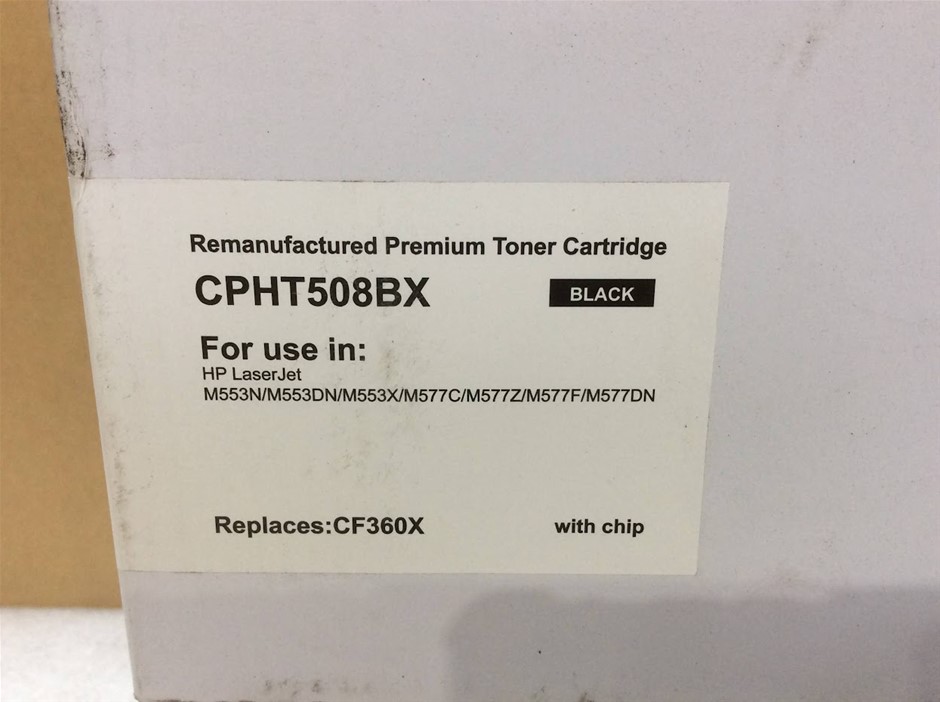 Remanufactured Premium Toner Cartridge
CPHT508BX BLACK
For use in:
HP LaserJet
M553N/M553DN/M553X/M577C/M577Z/M577F/M577DN
Replaces:CF360X with chip